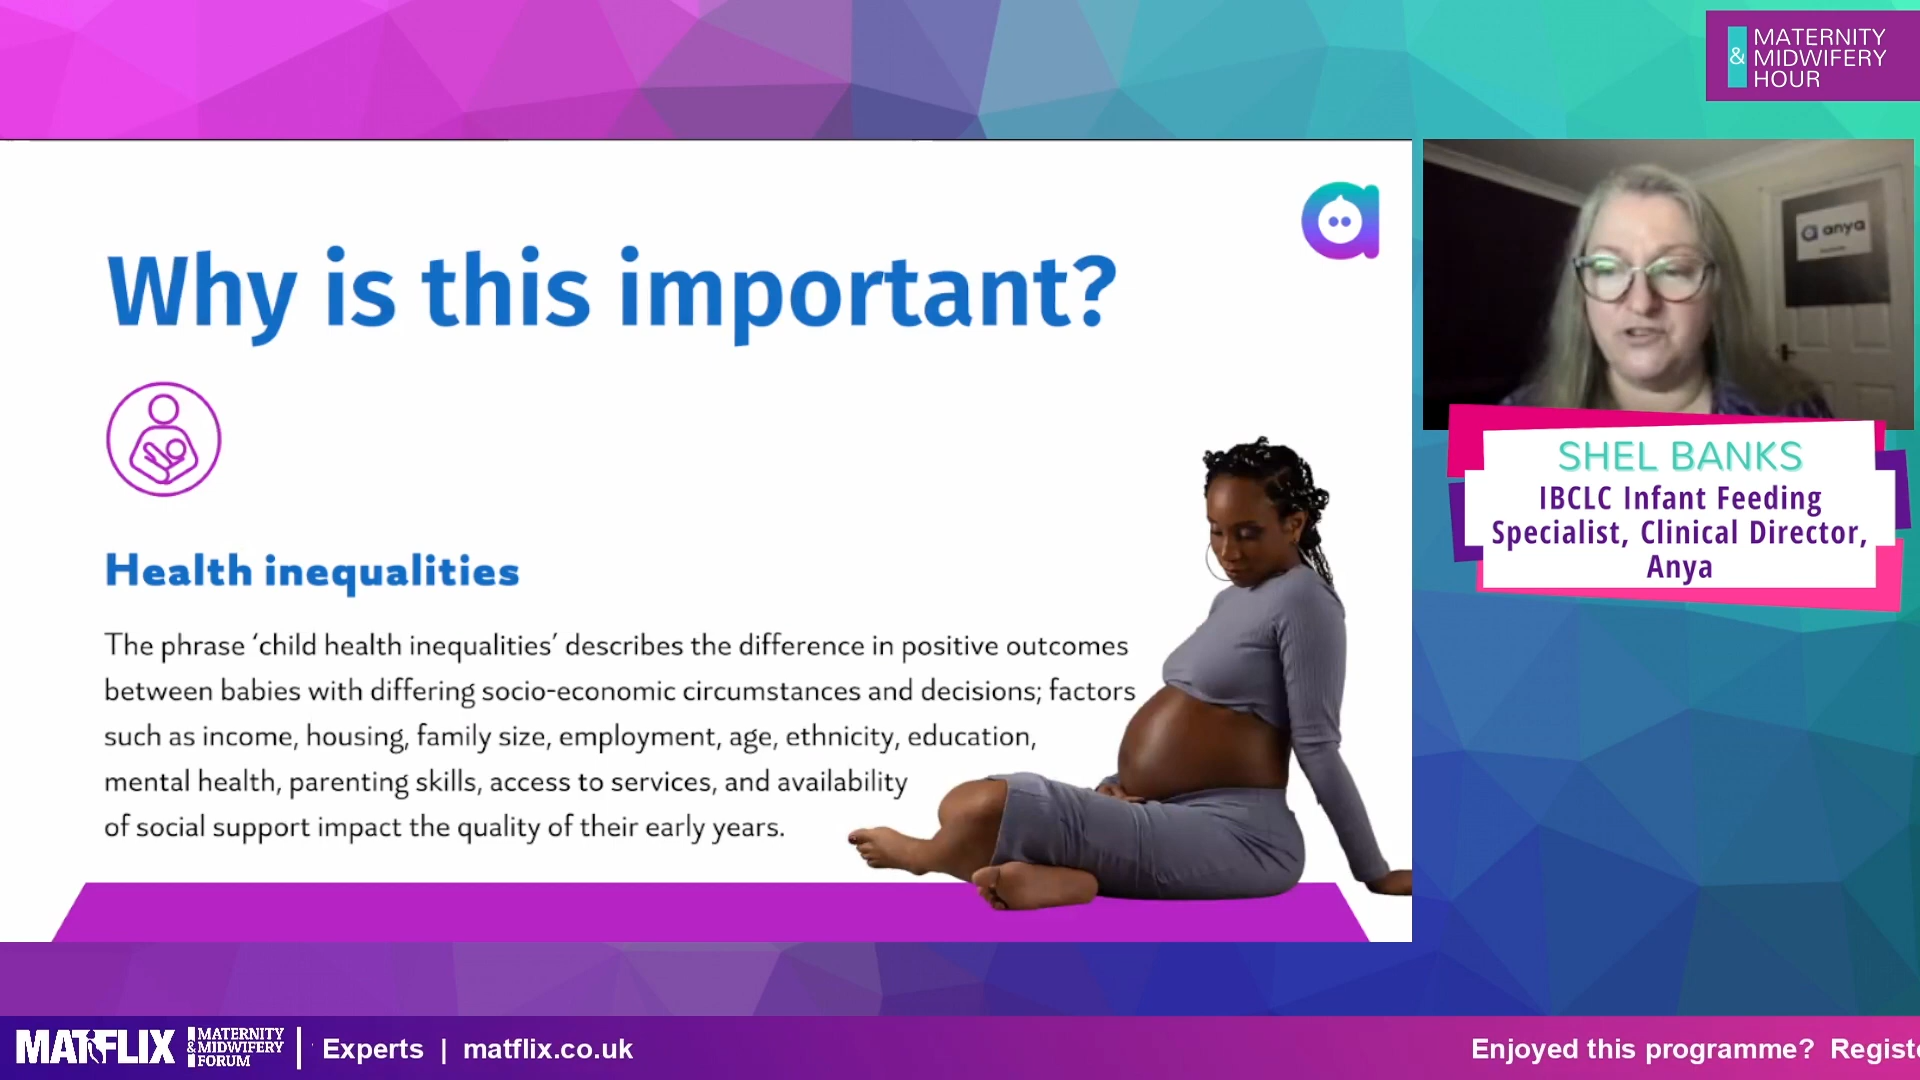 MATERNITY
& MIDWIFERY
HOUR
Why is this important?
anya
SHEL BANKS
IBCLC Infant Feeding
Specialist, Clinical Director,
Anya
Health inequalities
The phrase ‘child health inequalities’ describes the difference in positive outcomes
between babies with differing socio-economic circumstances and decisions; factors
such as income, housing, family size, employment, age, ethnicity, education,
mental health, parenting skills, access to services, and availability
of social support impact the quality of their early years.
MATFLIX
MATERNITY
& MIDWIFERY
FORUM
Experts | matflix.co.uk
Enjoyed this programme? Regist